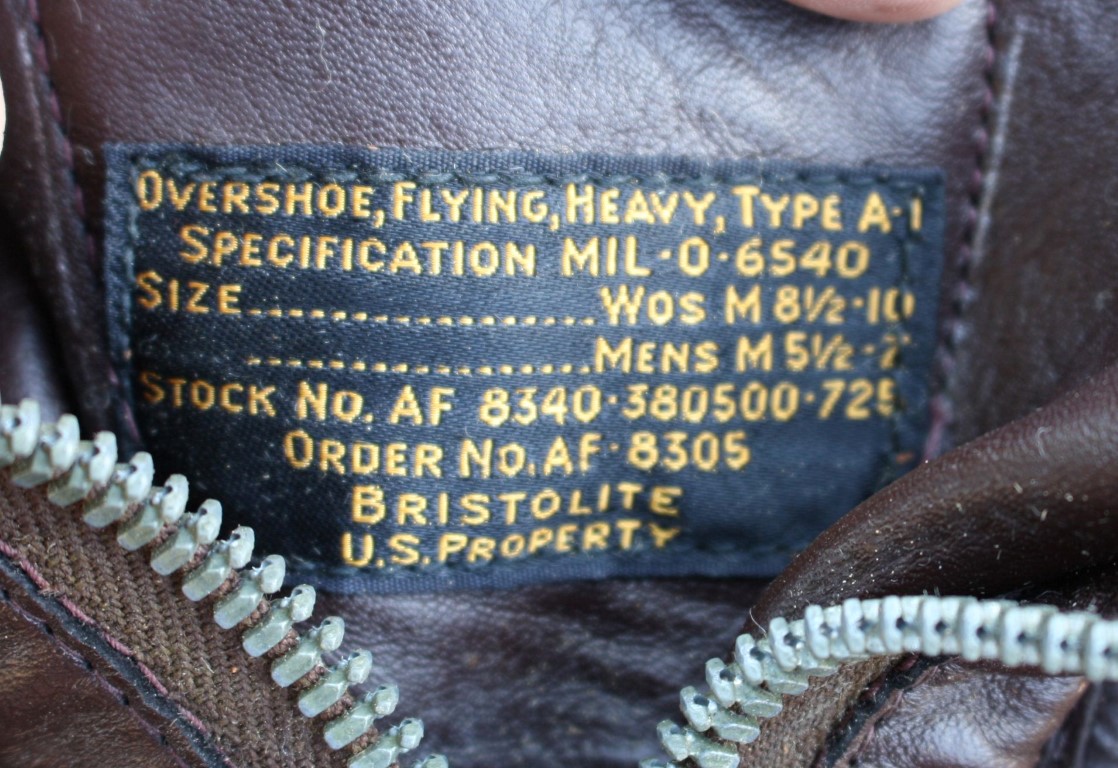 OVERSHOE, FLYING, HEAVY, TYPE A-1
SPECIFICATION MIL-O-6540
SIZE..................WOS M 8½-10
..................MENS M 5½-7
STOCK NO. AF 8340-380500-725
ORDER NO. AF-8305
BRISTOLITE
U.S. PROPERTY